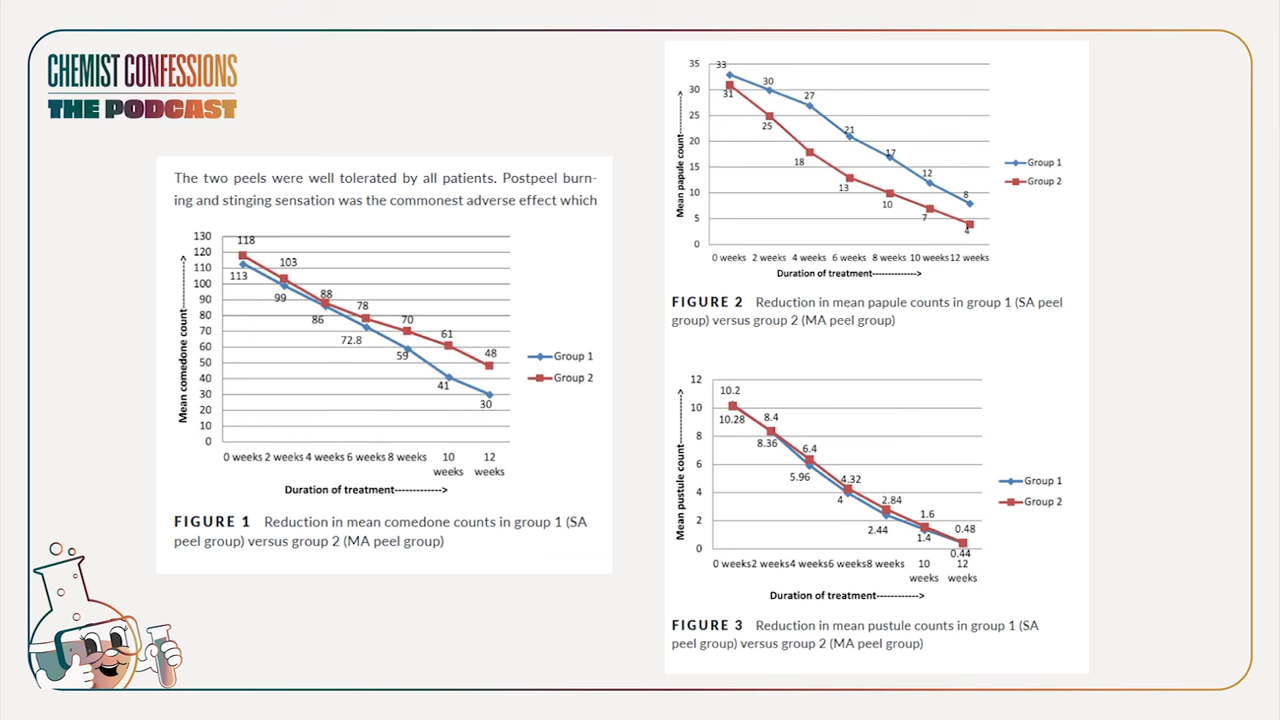 CHEMIST CONFESSIONS
THE PODCAST
The two peels were well tolerated by all patients. Postpeel burn-
ing and stinging sensation was the commonest adverse effect which
Mean comedone count------>
130
120
110
100
90
80
70
60
50
40
30
20
10
0
118
103
88
78
70
61
48
113
99
86
72.8
59
41
30
0 weeks 2 weeks 4 weeks 6 weeks 8 weeks 10 weeks 12 weeks
Duration of treatment------------->
Group 1
Group 2
FIGURE 1 Reduction in mean comedone counts in group 1 (SA
peel group) versus group 2 (MA peel group)
Mean papule count------>
35
30
25
20
15
10
5
0
33
30
27
21
17
12
8
31
25
18
13
10
7
4
0 weeks 2 weeks 4 weeks 6 weeks 8 weeks 10 weeks 12 weeks
Duration of treatment------------->
Group 1
Group 2
FIGURE 2 Reduction in mean papule counts in group 1 (SA peel
group) versus group 2 (MA peel group)
Mean pustule count------>
12
10
8
6
4
2
0
10.2
8.4
6.4
4.32
2.84
1.6
0.48
10.28
8.36
5.96
4
2.44
1.4
0.44
0 weeks 2 weeks 4 weeks 6 weeks 8 weeks 10 weeks 12 weeks
Duration of treatment------------>
Group 1
Group 2
FIGURE 3 Reduction in mean pustule counts in group 1 (SA
peel group) versus group 2 (MA peel group)